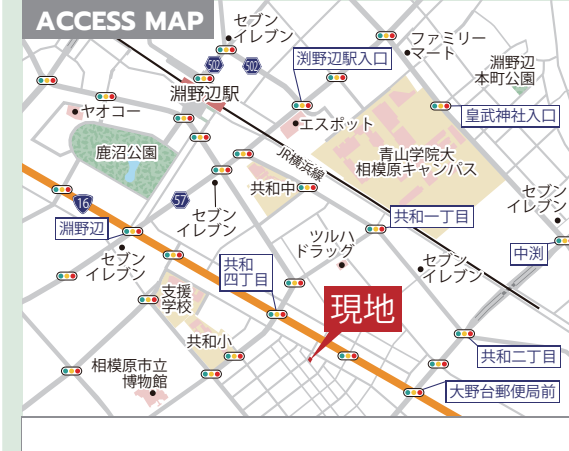 ACCESS MAP
セブン
イレブン
ファミリー
マート
502
502
渕野辺駅入口
淵野辺
本町公園
淵野辺駅
ヤオコー
エスポット
皇武神社入口
鹿沼公園
JR横浜線
青山学院大
相模原キャンパス
共和中
16
57
セブン
イレブン
共和一丁目
セブン
イレブン
淵野辺
ツルハ
ドラッグ
中渕
セブン
イレブン
共和
四丁目
セブン
イレブン
支援
学校
現地
共和小
共和二丁目
相模原市立
博物館
大野台郵便局前